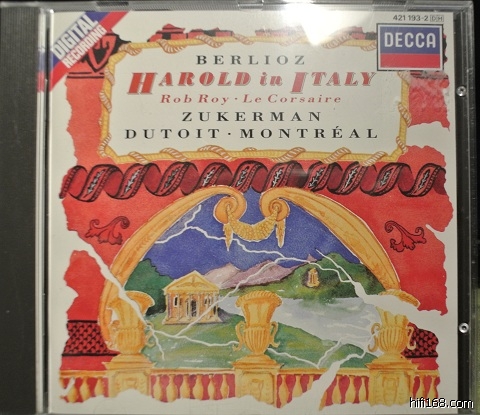 421 193-2 DH
DIGITAL
RECORDING
DECCA
BERLIOZ
HAROLD in ITALY
Rob Roy · Le Corsaire
ZUKERMAN
DUTOIT · MONTRÉAL
hifi168.com